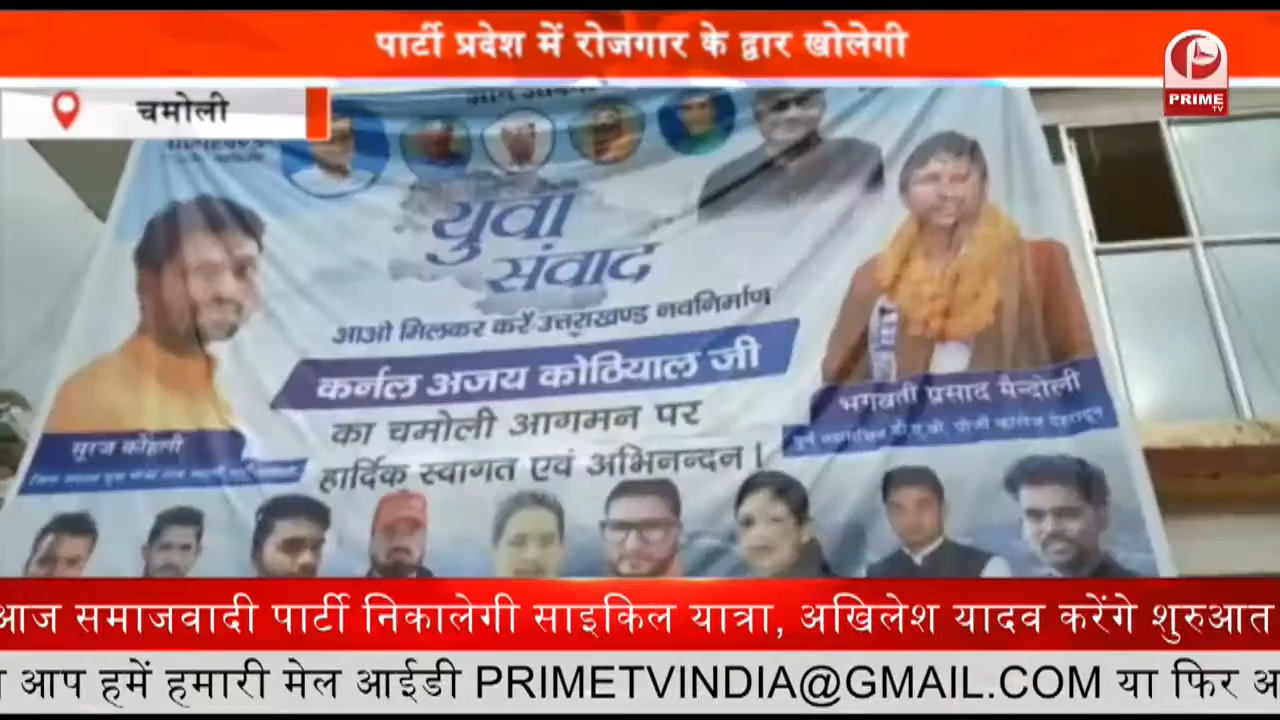 पार्टी प्रदेश में रोजगार के द्वार खोलेगी
PRIME
TV
चमोली
युवा
संवाद
आओ मिलकर करें उत्तराखण्ड नवनिर्माण
कर्नल अजय कोठियाल जी
का चमोली आगमन पर
हार्दिक स्वागत एवं अभिनन्दन।
सूरज कोहली
भगवती प्रसाद मैन्दोली
आज समाजवादी पार्टी निकालेगी साइकिल यात्रा, अखिलेश यादव करेंगे शुरुआत
आप हमें हमारी मेल आईडी PRIMETVINDIA@GMAIL.COM या फिर अ